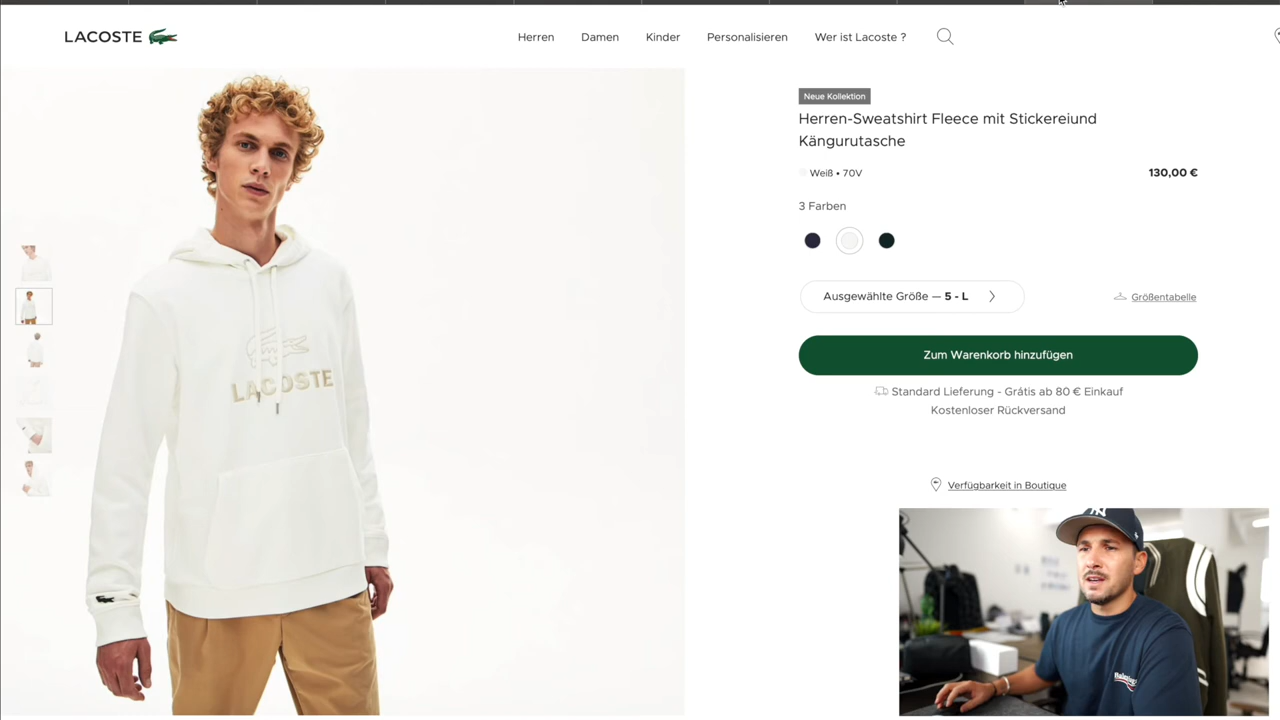 LACOSTE
Herren Damen Kinder Personalisieren Wer ist Lacoste ?
Neue Kollektion
Herren-Sweatshirt Fleece mit Stickereiund
Kängurutasche
Weiß • 70V 130,00 €
3 Farben
Ausgewählte Größe — 5 - L
Größentabelle
Zum Warenkorb hinzufügen
Standard Lieferung - Grátis ab 80 € Einkauf
Kostenloser Rückversand
Verfügbarkeit in Boutique
LACOSTE